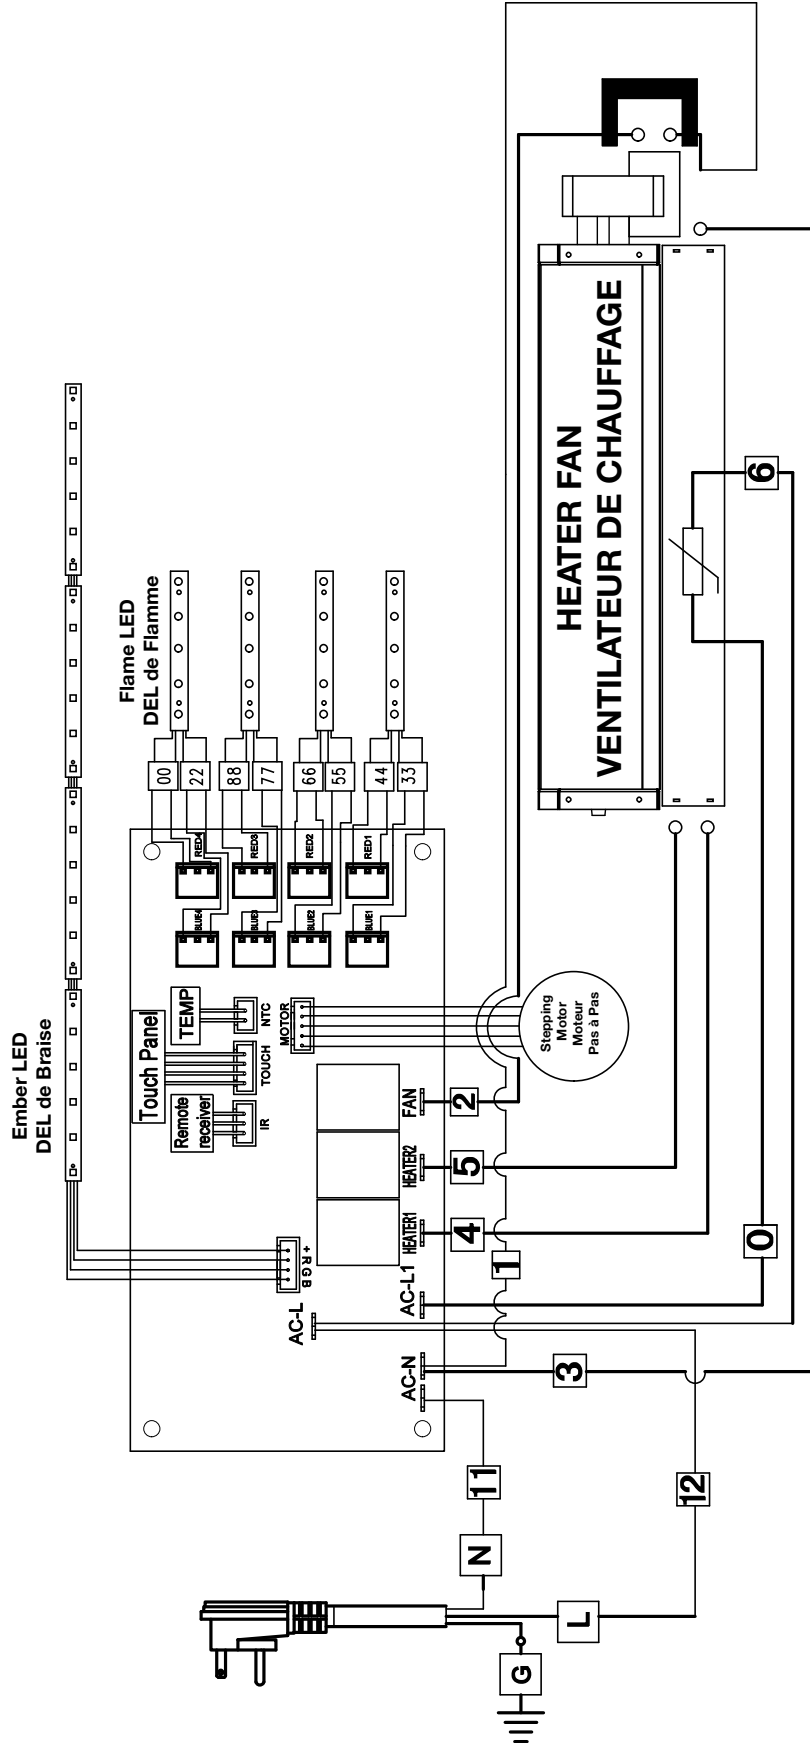 Ember LED
DEL de Braise
Flame LED
DEL de Flamme
00
22
88
77
66
55
44
33
RED4
RED3
RED2
RED1
BLUE4
BLUE3
BLUE2
BLUE1
Touch Panel
TEMP
Remote
receiver
NTC
TOUCH
IR
MOTOR
Stepping
Motor
Moteur
Pas à Pas
HEATER FAN
VENTILATEUR DE CHAUFFAGE
FAN
HEATER2
HEATER1
+ R G B
AC-L
AC-L1
AC-N
2
5
4
1
3
0
6
11
12
N
L
G